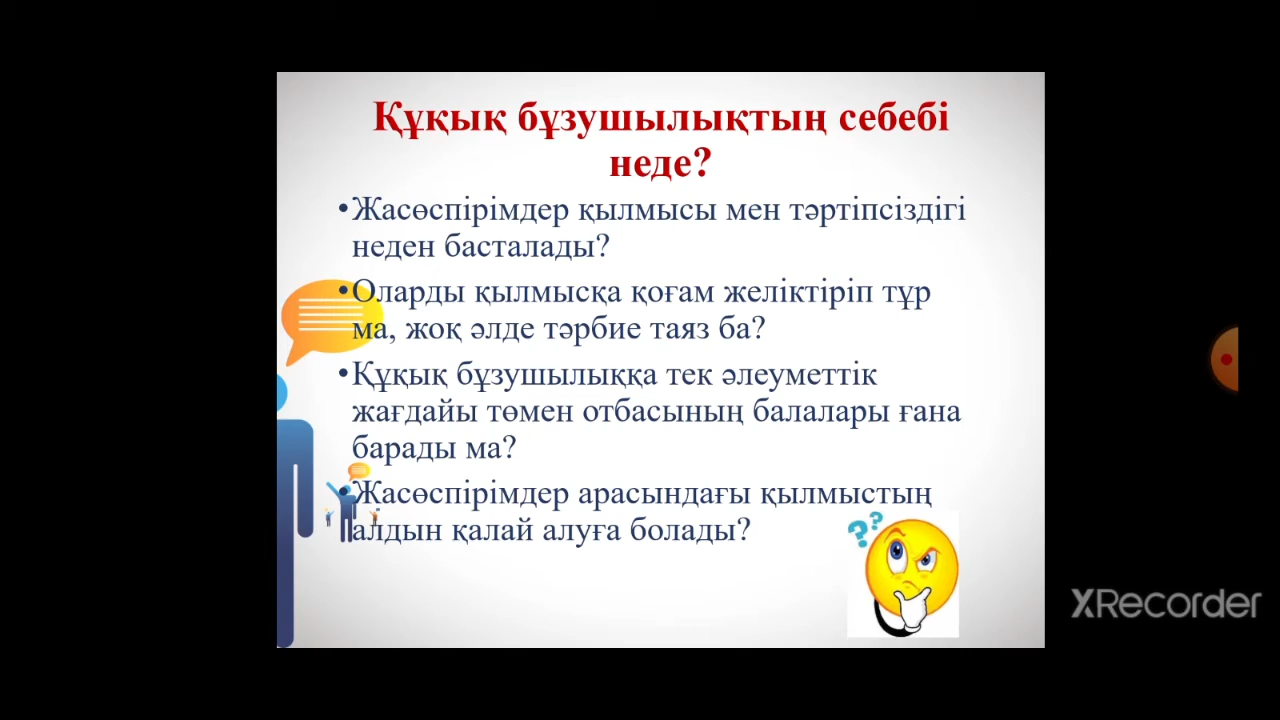 Құқық бұзушылықтың себебі
неде?
•Жасөспірімдер қылмысы мен тәртіпсіздігі
неден басталады?
•Оларды қылмысқа қоғам желіктіріп тұр
ма, жоқ әлде тәрбие таяз ба?
•Құқық бұзушылыққа тек әлеуметтік
жағдайы төмен отбасының балалары ғана
барады ма?
•Жасөспірімдер арасындағы қылмыстың
алдын қалай алуға болады?
XRecorder